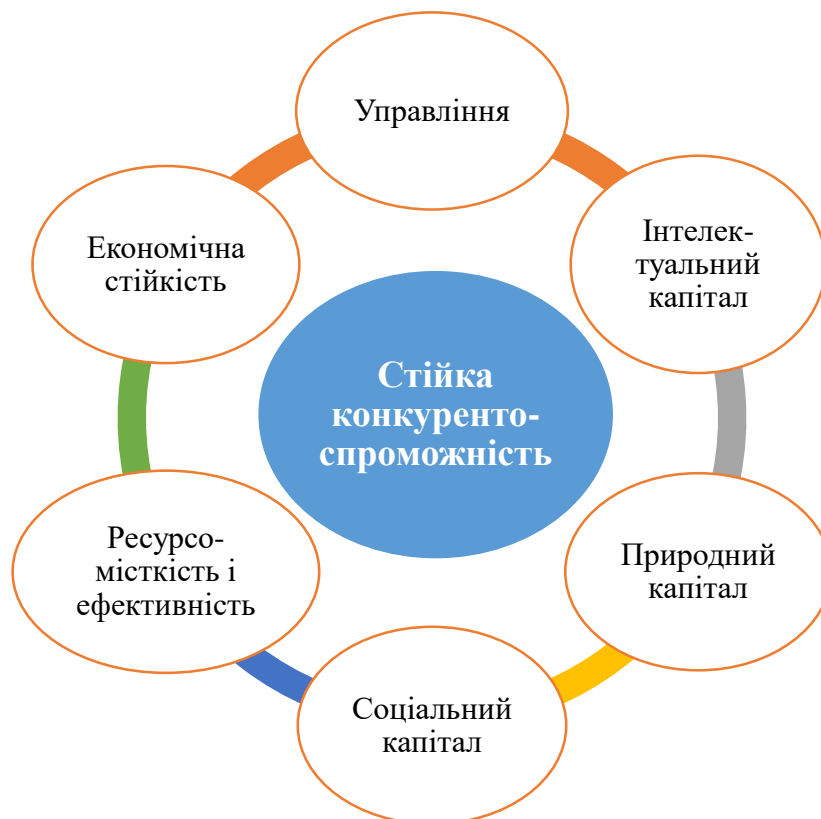 Управління
Інтелек-
туальний
капітал
Економічна
стійкість
Стійка
конкуренто-
спроможність
Природний
капітал
Ресурсо-
місткість і
ефективність
Соціальний
капітал